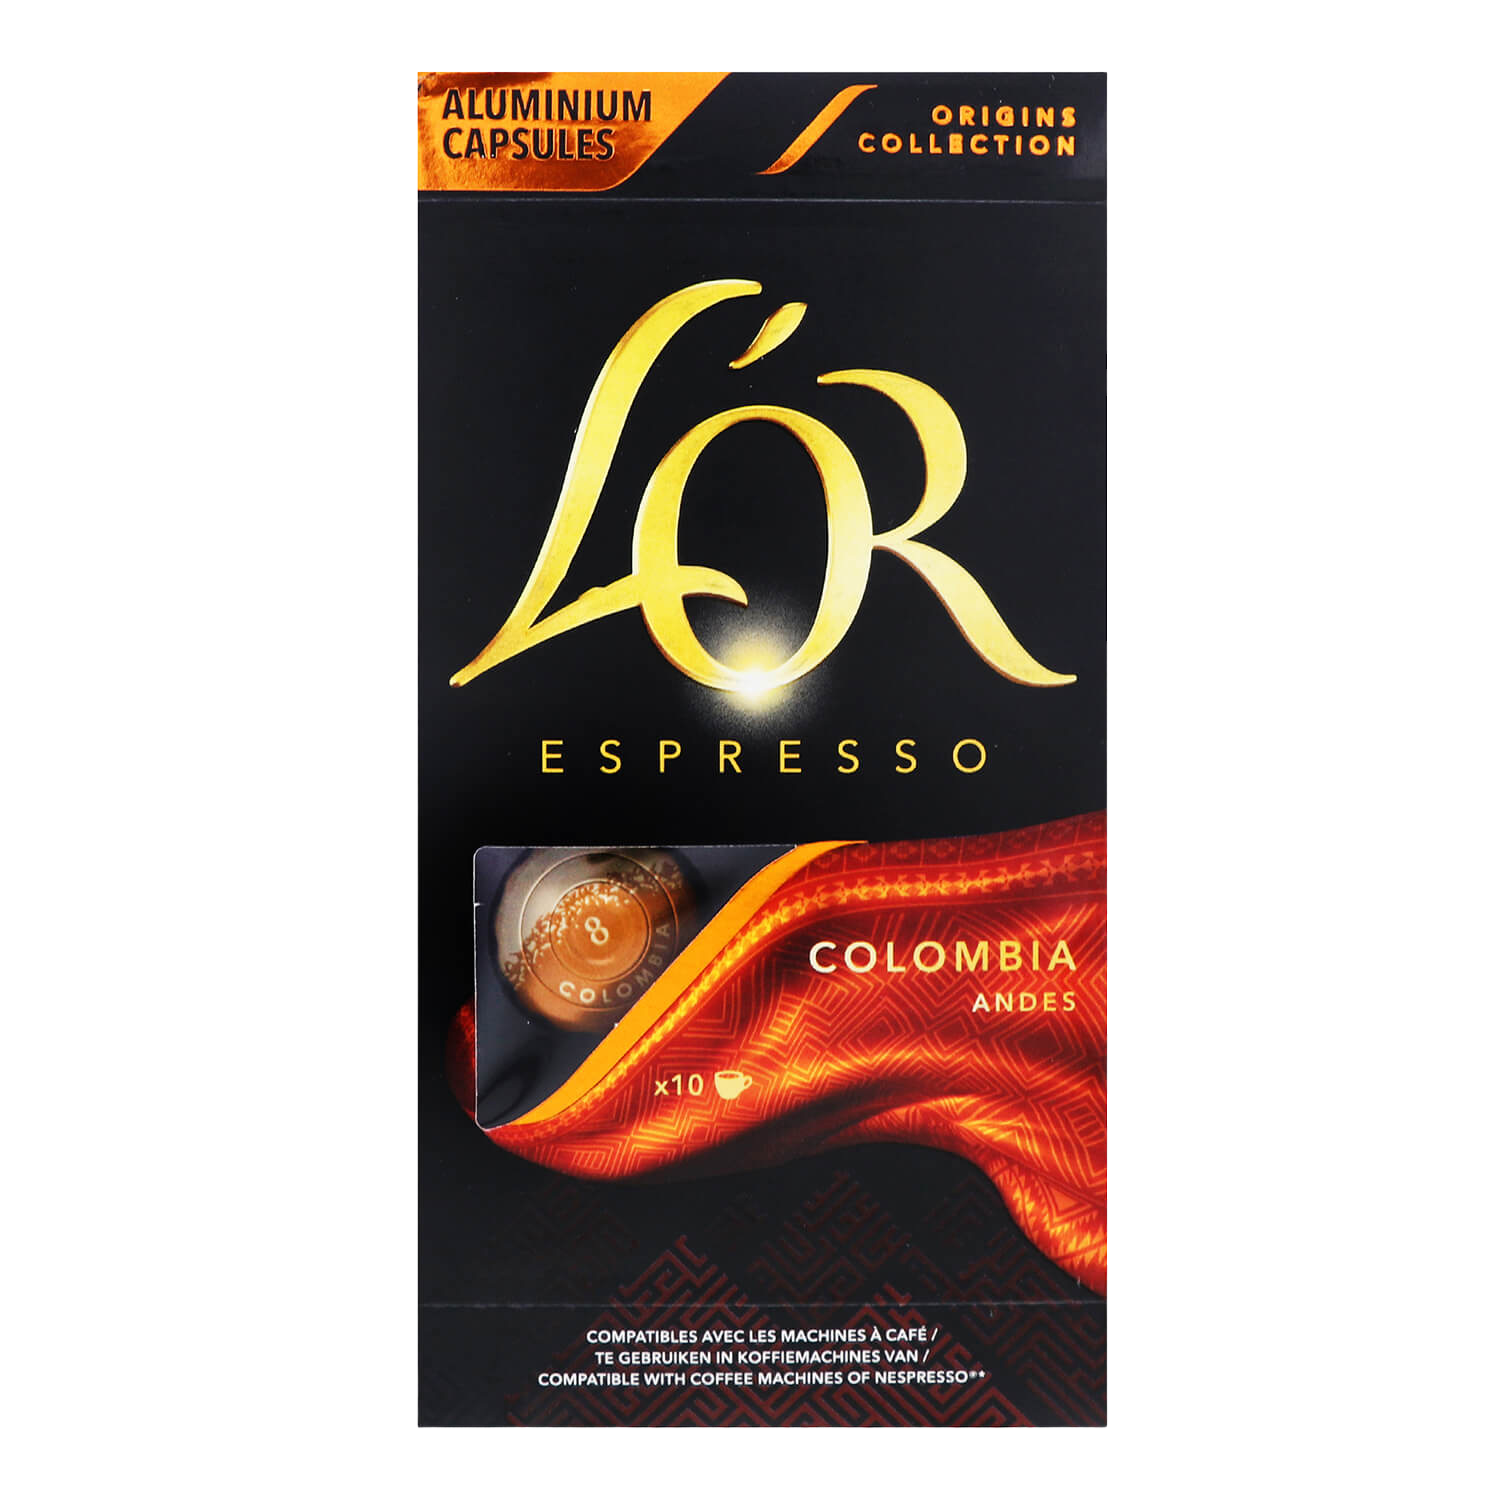 ALUMINIUM
CAPSULES
ORIGINS
COLLECTION
L'OR
ESPRESSO
8
COLOMBIA
COLOMBIA
ANDES
x10
COMPATIBLES AVEC LES MACHINES À CAFÉ /
TE GEBRUIKEN IN KOFFIEMACHINES VAN /
COMPATIBLE WITH COFFEE MACHINES OF NESPRESSO®*